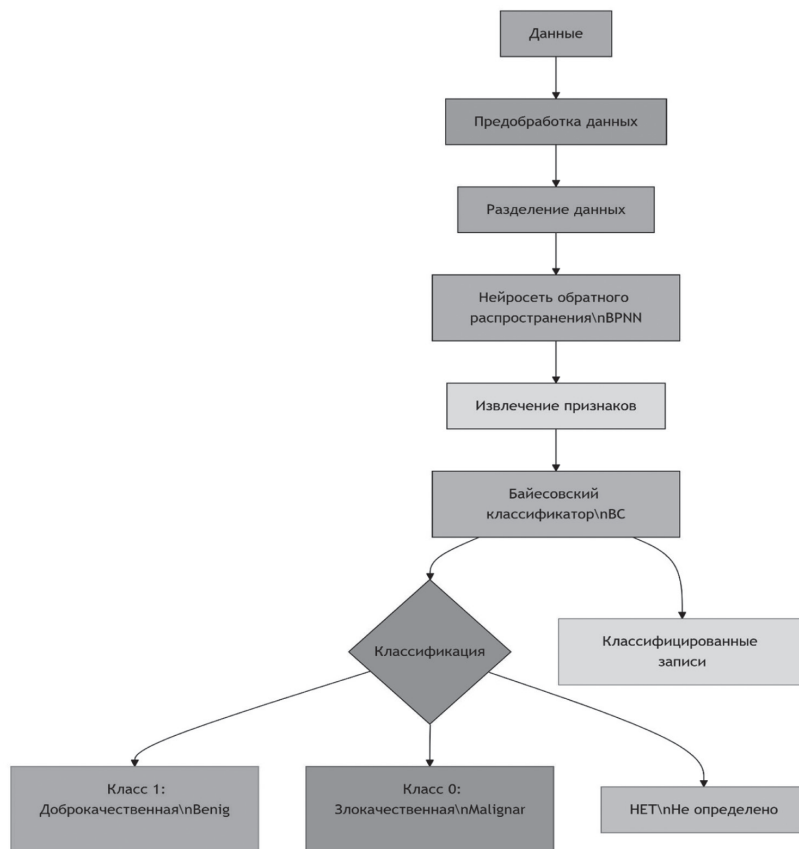 Данные
Предобработка данных
Разделение данных
Нейросеть обратного
распространения\nBPNN
Извлечение признаков
Байесовский
классификатор\nBC
Классификация
Классифицированные
записи
Класс 1:
Доброкачественная\nBenig
Класс 0:
Злокачественная\nMalignar
НЕТ\nНе определено